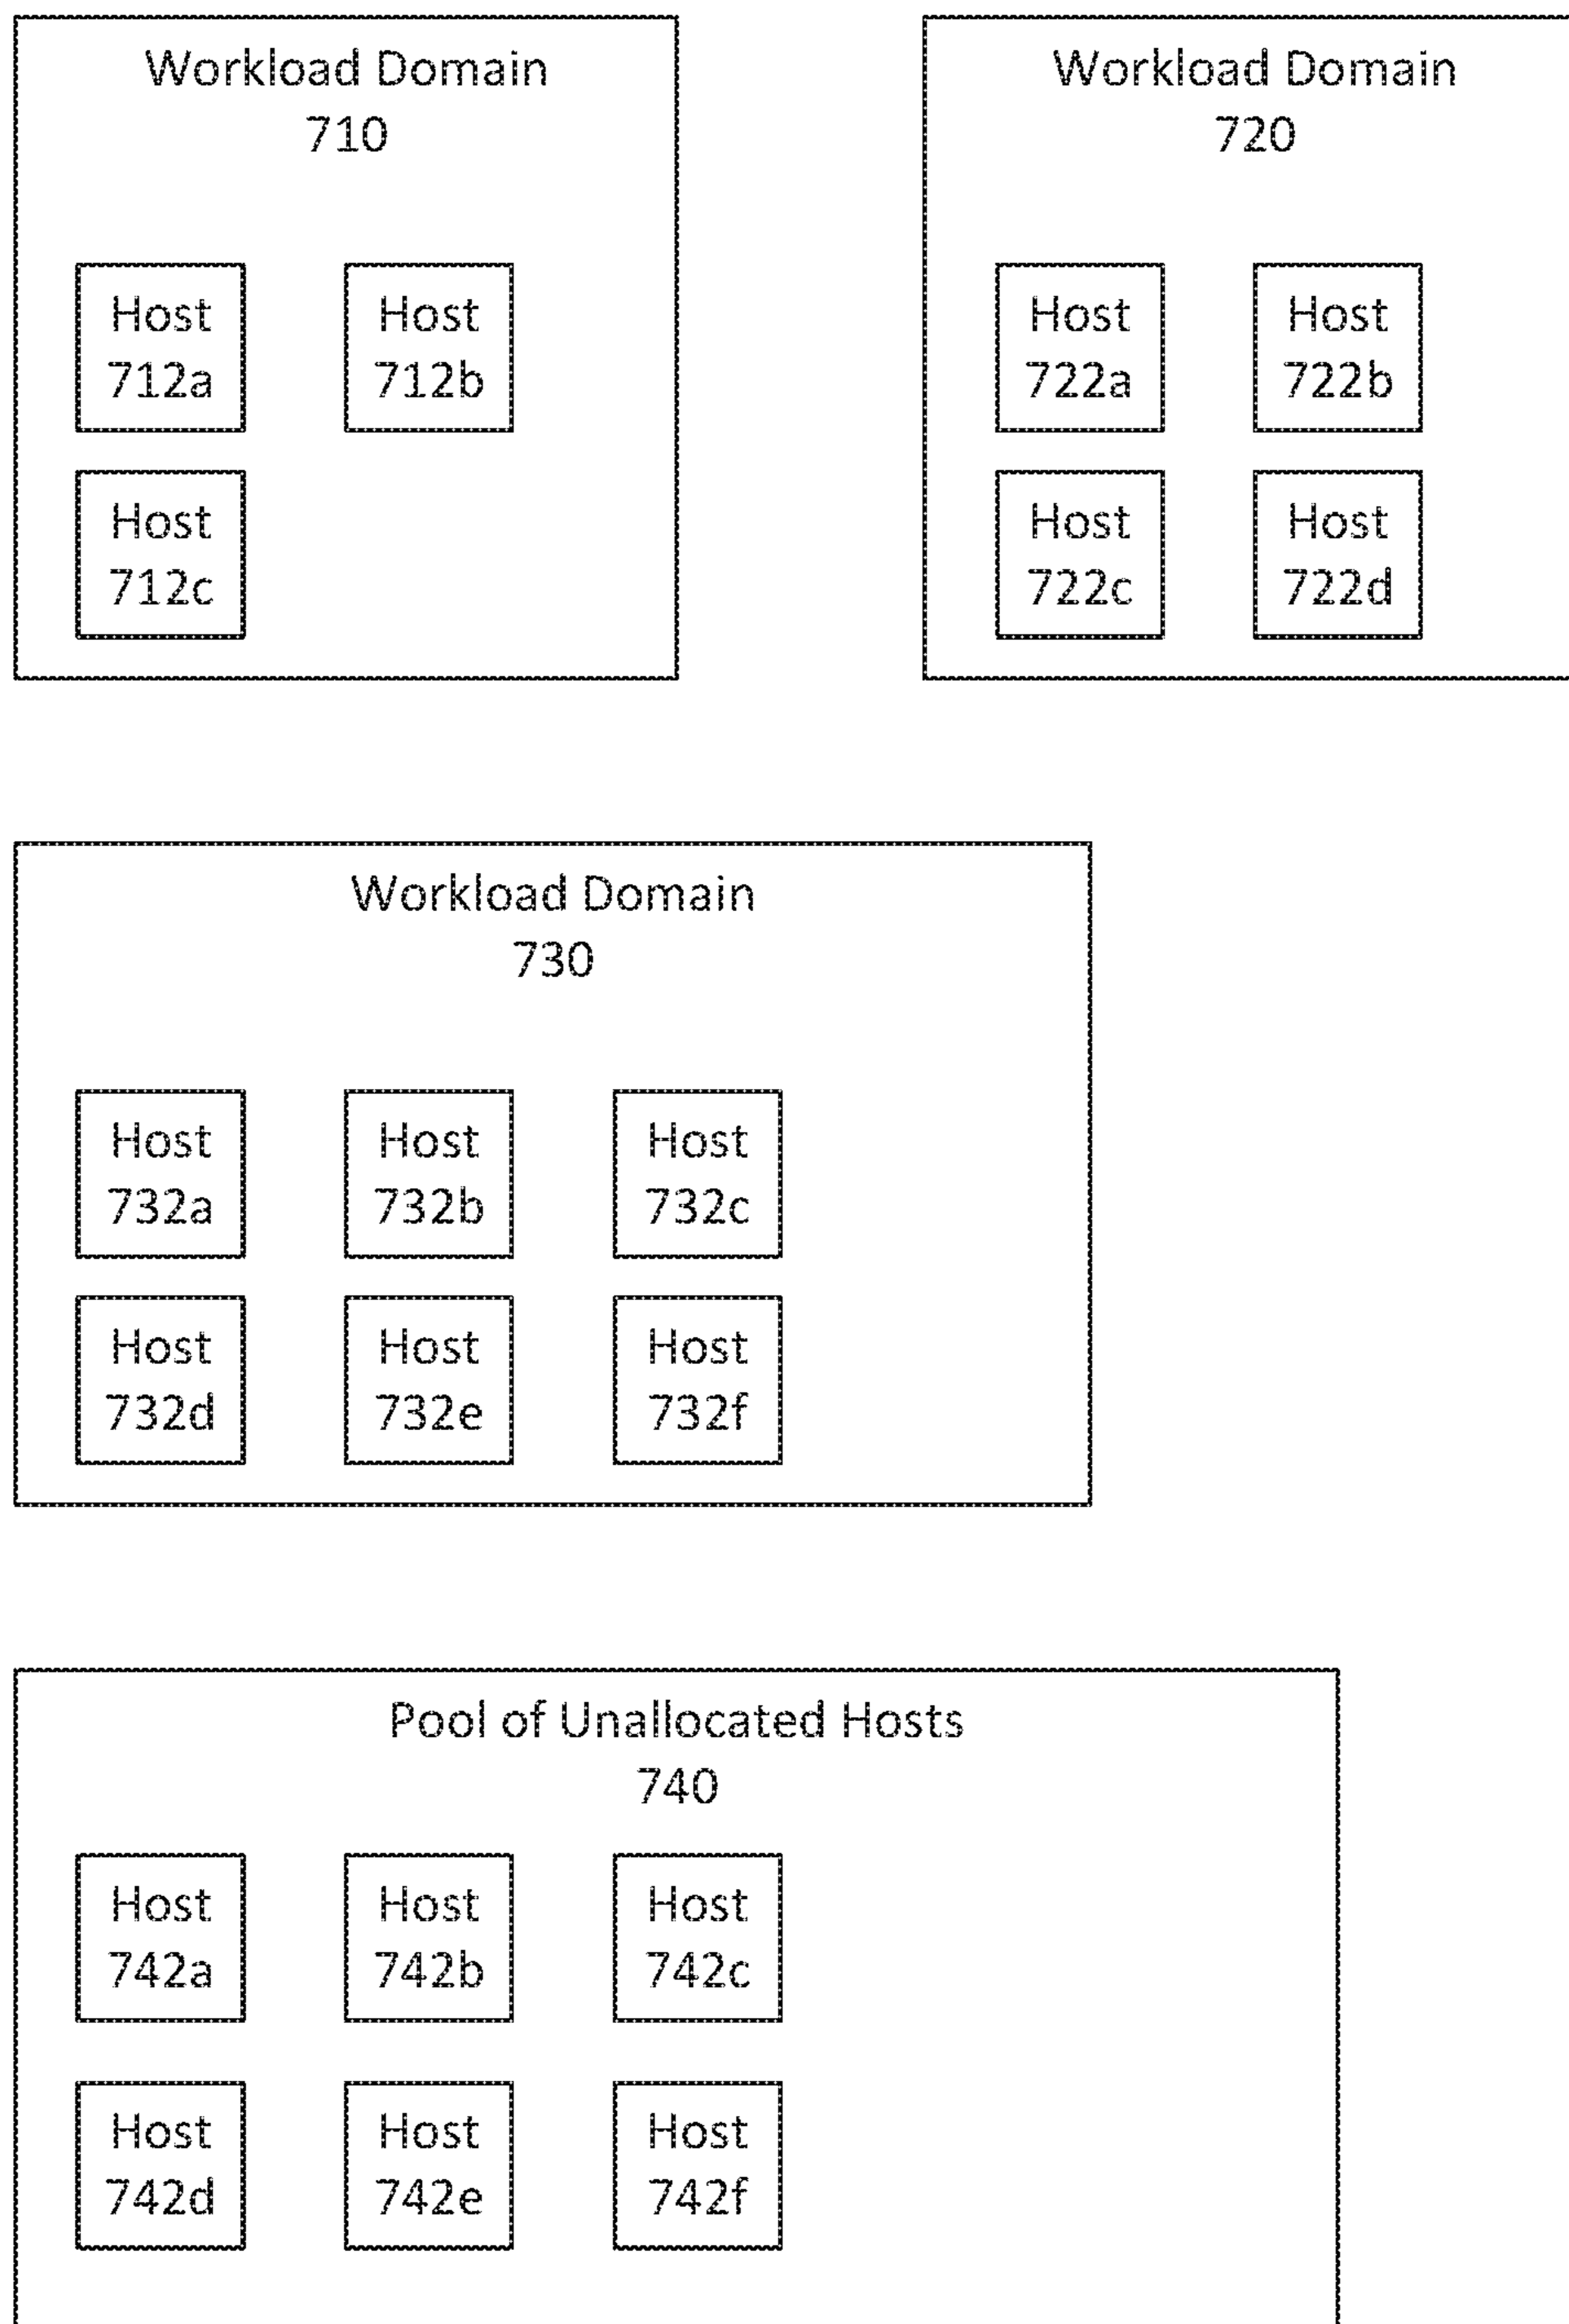 Workload Domain
710
Host
712a
Host
712b
Host
712c
Workload Domain
720
Host
722a
Host
722b
Host
722c
Host
722d
Workload Domain
730
Host
732a
Host
732b
Host
732c
Host
732d
Host
732e
Host
732f
Pool of Unallocated Hosts
740
Host
742a
Host
742b
Host
742c
Host
742d
Host
742e
Host
742f